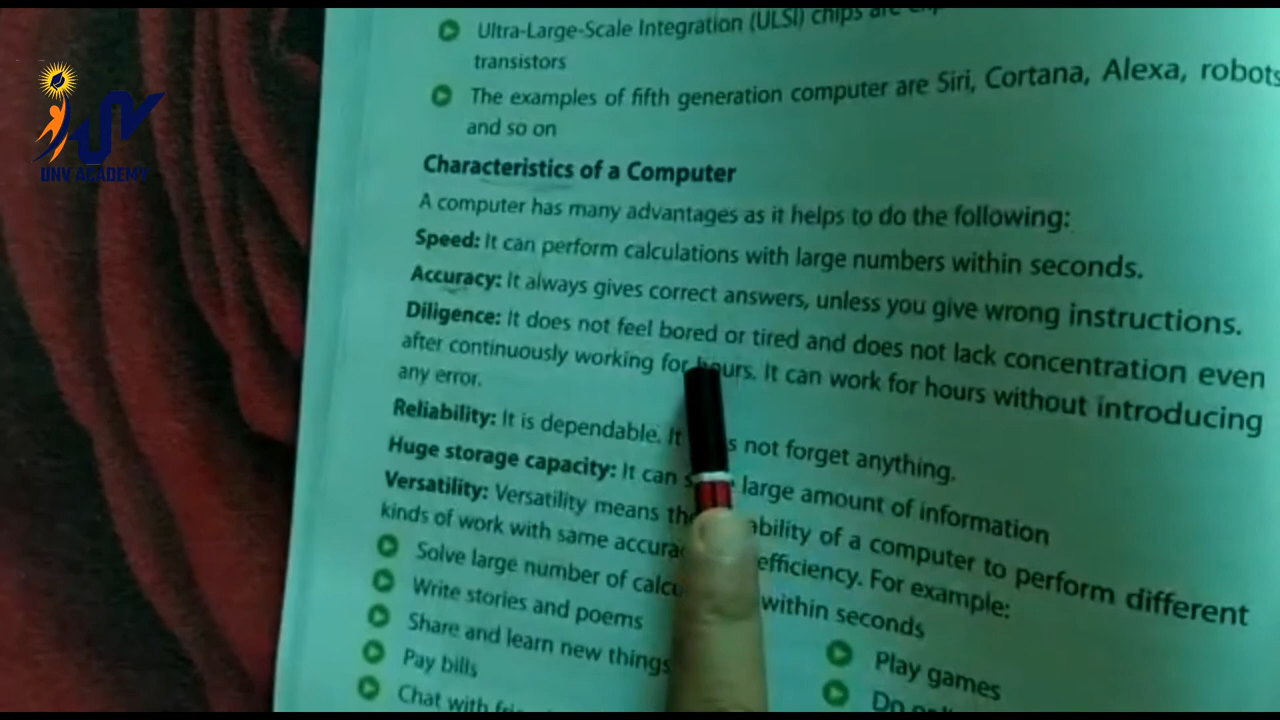 UNV ACADEMY
Ultra-Large-Scale Integration (ULSI) chips are
transistors
The examples of fifth generation computer are Siri, Cortana, Alexa, robots
and so on
Characteristics of a Computer
A computer has many advantages as it helps to do the following:
Speed: It can perform calculations with large numbers within seconds.
Accuracy: It always gives correct answers, unless you give wrong instructions.
Diligence: It does not feel bored or tired and does not lack concentration even
after continuously working for hours. It can work for hours without introducing
any error.
Reliability: It is dependable. It not forget anything.
Huge storage capacity: It can large amount of information
Versatility: Versatility means the ability of a computer to perform different
kinds of work with same efficiency. For example:
Solve large number of within seconds
Write stories and poems
Share and learn new things
Play games
Pay bills
Do
Chat with